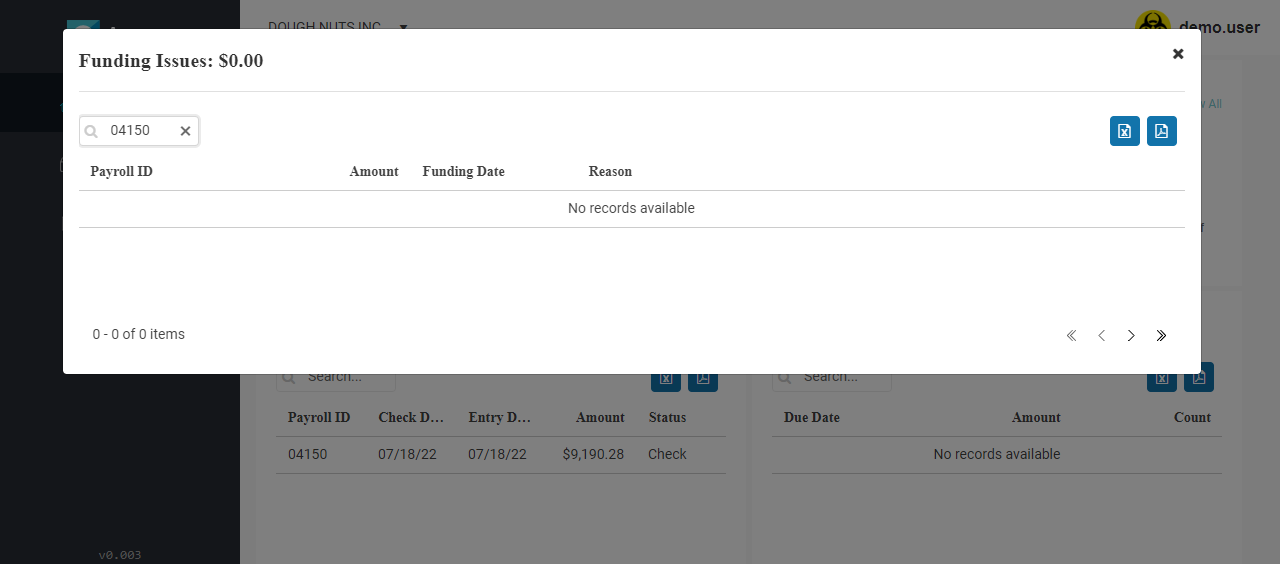 DOUGH NUTS INC
demo.user
Funding Issues: $0.00
All
04150
Payroll ID Amount Funding Date Reason
No records available
0 - 0 of 0 items
Search... Search...
Payroll ID Check D... Entry D... Amount Status Due Date Amount Count
04150 07/18/22 07/18/22 $9,190.28 Check No records available
v0.003